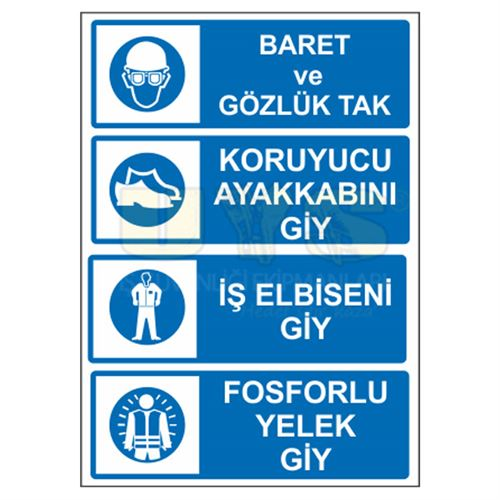 BARET
ve
GÖZLÜK TAK
KORUYUCU
AYAKKABINI
GİY
İŞ ELBİSENİ
GİY
FOSFORLU
YELEK
GİY